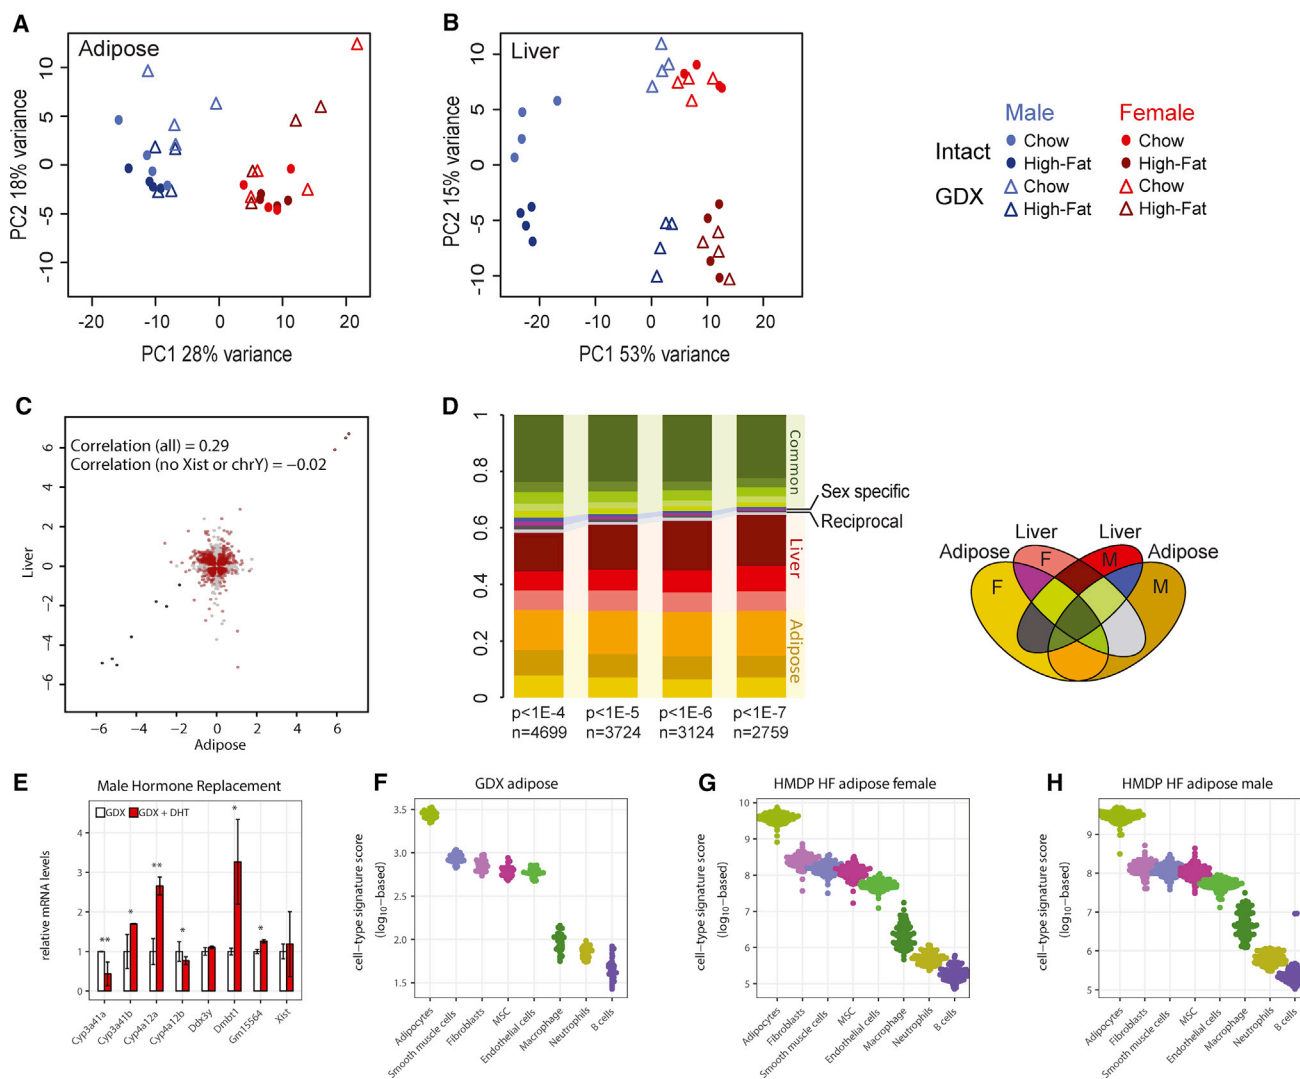 A
Adipose
10
5
0
-5
-10
-20
-10
0
10
20
PC2 18% variance
PC1 28% variance
B
Liver
10
5
0
-5
-10
-20
-10
0
10
20
PC2 15% variance
PC1 53% variance
Male
Female
Intact
Chow
Chow
High-Fat
High-Fat
GDX
Chow
Chow
High-Fat
High-Fat
C
Correlation (all) = 0.29
Correlation (no Xist or chrY) = −0.02
6
4
2
0
−2
−4
−6
−6
−4
−2
0
2
4
6
Liver
Adipose
D
1
0.8
0.6
0.4
0.2
0
Common
Liver
Adipose
Sex specific
Reciprocal
p<1E-4
n=4699
p<1E-5
n=3724
p<1E-6
n=3124
p<1E-7
n=2759
Liver
Liver
Adipose
Adipose
F
M
F
M
E
Male Hormone Replacement
GDX
GDX + DHT
relative mRNA levels
4
3
2
1
0
**
*
**
*
*
*
Cyp3a41a
Cyp3a41b
Cyp4a12a
Cyp4a12b
Ddx3y
Dmbt1
Gm15564
Xist
F
GDX adipose
cell−type signature score
(log10−based)
3.5
3.0
2.5
2.0
1.5
Adipocytes
Smooth muscle cells
Fibroblasts
MSC
Endothelial cells
Macrophage
Neutrophils
B cells
G
HMDP HF adipose female
cell−type signature score
(log10−based)
10
9
8
7
6
5
Adipocytes
Fibroblasts
Smooth muscle cells
MSC
Endothelial cells
Macrophage
Neutrophils
B cells
H
HMDP HF adipose male
cell−type signature score
(log10−based)
9
8
7
6
5
Adipocytes
Fibroblasts
Smooth muscle cells
MSC
Endothelial cells
Macrophage
Neutrophils
B cells